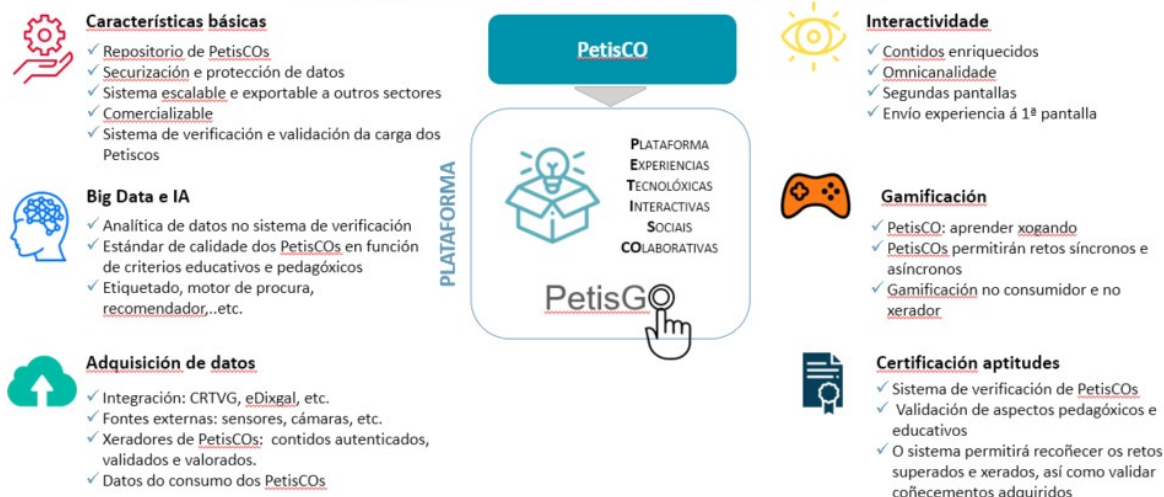 Características básicas
Repositorio de PetisCOs
Securización e protección de datos
Sistema escalable e exportable a outros sectores
Comercializable
Sistema de verificación e validación da carga dos
Petiscos
Big Data e IA
Analítica de datos no sistema de verificación
Estándar de calidade dos PetisCOs en función
de criterios educativos e pedagóxicos
Etiquetado, motor de procura,
recomendador,..etc.
Adquisición de datos
Integración: CRTVG, eDixgal, etc.
Fontes externas: sensores, cámaras, etc.
Xeradores de PetisCOs:  contidos autenticados,
validados e valorados.
Datos do consumo dos PetisCOs
PetisCO
PLATAFORMA
PLATAFORMA
EXPERIENCIAS
TECNOLÓXICAS
INTERACTIVAS
SOCIAIS
COLABORATIVAS
PetisGO
Interactividade
Contidos enriquecidos
Omnicanalidade
Segundas pantallas
Envío experiencia á 1ª pantalla
Gamificación
PetisCO: aprender xogando
PetisCOs permitirán retos síncronos e
asíncronos
Gamificación no consumidor e no
xerador
Certificación aptitudes
Sistema de verificación de PetisCOs
Validación de aspectos pedagóxicos e
educativos
O sistema permitirá recoñecer os retos
superados e xerados, así como validar
coñecementos adquiridos